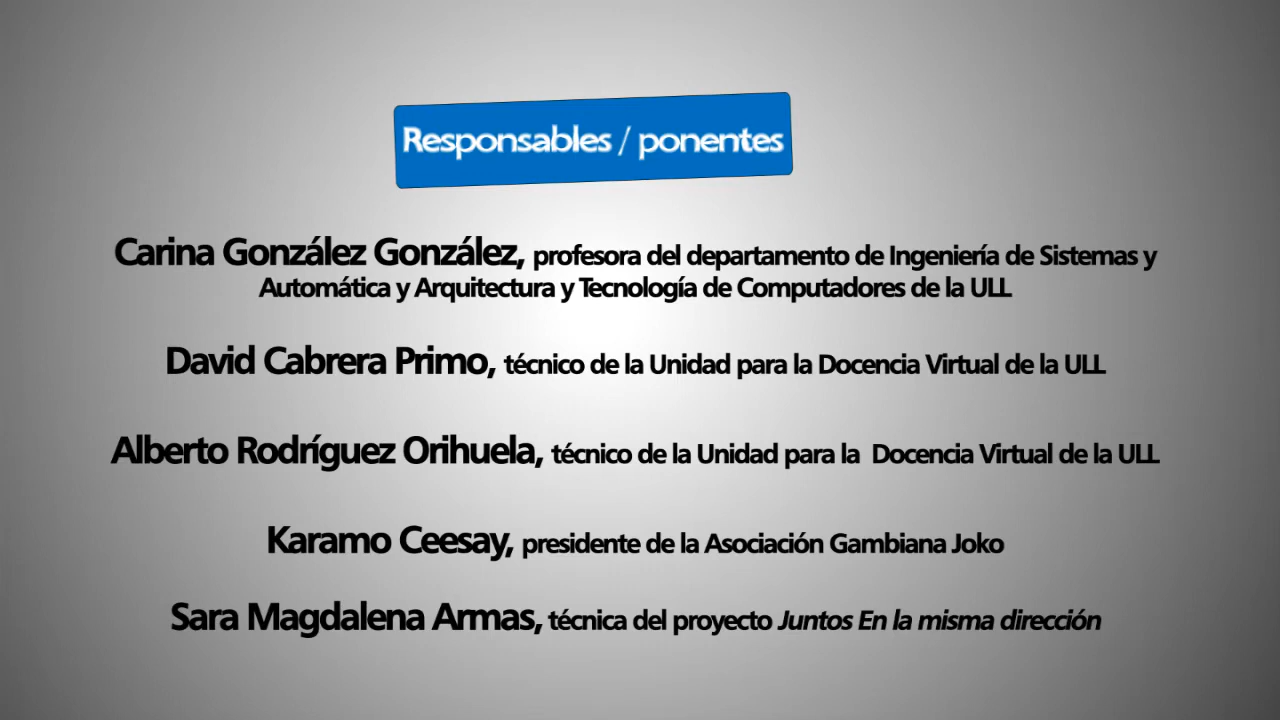 Responsables / ponentes
Carina González González, profesora del departamento de Ingeniería de Sistemas y
Automática y Arquitectura y Tecnología de Computadores de la ULL
David Cabrera Primo, técnico de la Unidad para la Docencia Virtual de la ULL
Alberto Rodríguez Orihuela, técnico de la Unidad para la Docencia Virtual de la ULL
Karamo Ceesay, presidente de la Asociación Gambiana Joko
Sara Magdalena Armas, técnica del proyecto Juntos En la misma dirección